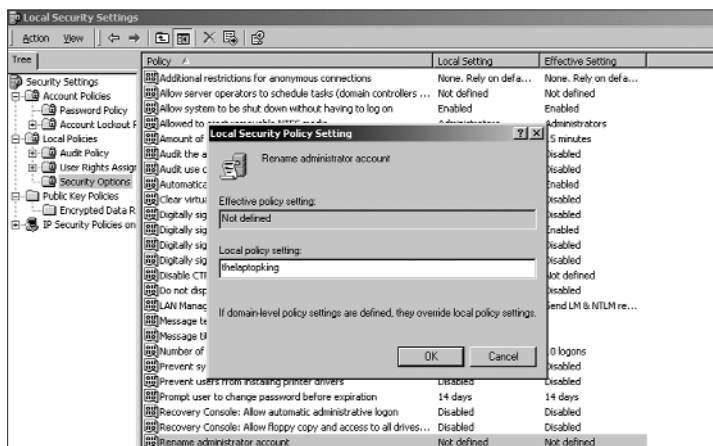 Local Security Settings
Action View
Tree
Policy Local Setting Effective Setting
Security Settings
Account Policies
Password Policy
Account Lockout P
Local Policies
Audit Policy
User Rights Assign
Security Options
Public Key Policies
Encrypted Data R
IP Security Policies on
Additional restrictions for anonymous connections None. Rely on defa... None. Rely on defa...
Allow server operators to schedule tasks (domain controllers ... Not defined Not defined
Allow system to be shut down without having to log on Enabled Enabled
Allowed to eject removable NTFS media Administrators Administrators
Amount of 15 minutes
Audit the a Disabled
Audit use o Disabled
Automatica Enabled
Clear virtua Disabled
Digitally sig Disabled
Digitally sig Enabled
Digitally sig Disabled
Digitally sig Disabled
Disable CTR Not defined
Do not disp Disabled
LAN Manag Send LM & NTLM re...
Message te
Message tit
Number of 10 logons
Prevent sy Disabled
Prevent users from installing printer drivers Disabled Disabled
Prompt user to change password before expiration 14 days 14 days
Recovery Console: Allow automatic administrative logon Disabled Disabled
Recovery Console: Allow floppy copy and access to all drives... Disabled Disabled
Rename administrator account Not defined Not defined
Local Security Policy Setting
Rename administrator account
Effective policy setting:
Not defined
Local policy setting:
thelaptopking
If domain-level policy settings are defined, they override local policy settings.
OK Cancel